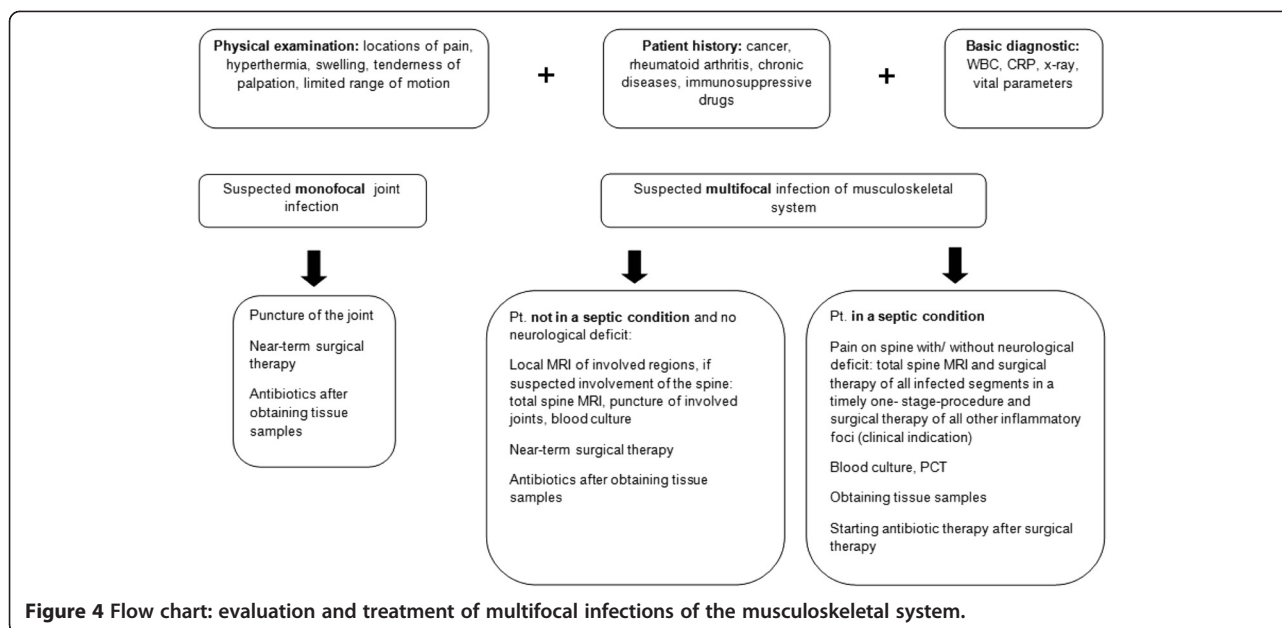 Physical examination: locations of pain,
hyperthermia, swelling, tenderness of
palpation, limited range of motion
+
Patient history: cancer,
rheumatoid arthritis, chronic
diseases, immunosuppressive
drugs
+
Basic diagnostic:
WBC, CRP, x-ray,
vital parameters
Suspected monofocal joint
infection
Suspected multifocal infection of musculoskeletal
system
Puncture of the joint
Near-term surgical
therapy
Antibiotics after
obtaining tissue
samples
Pt. not in a septic condition and no
neurological deficit:
Local MRI of involved regions, if
suspected involvement of the spine:
total spine MRI, puncture of involved
joints, blood culture
Near-term surgical therapy
Antibiotics after obtaining tissue
samples
Pt. in a septic condition
Pain on spine with/ without neurological
deficit: total spine MRI and surgical
therapy of all infected segments in a
timely one- stage-procedure and
surgical therapy of all other inflammatory
foci (clinical indication)
Blood culture, PCT
Obtaining tissue samples
Starting antibiotic therapy after surgical
therapy
Figure 4 Flow chart: evaluation and treatment of multifocal infections of the musculoskeletal system.